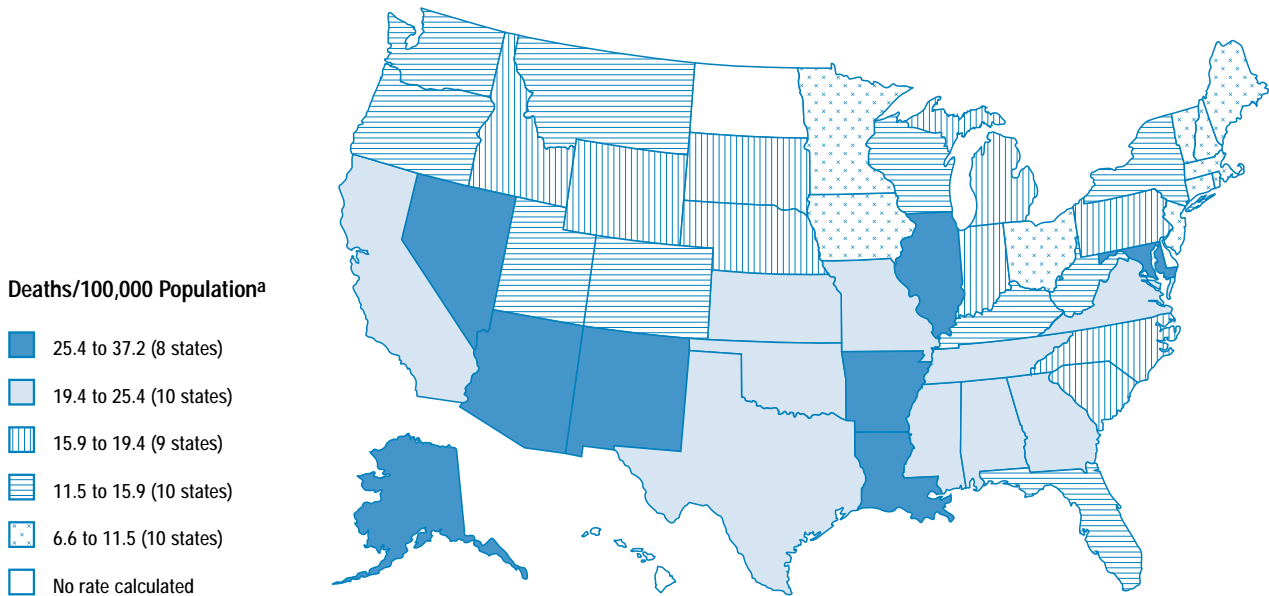 Deaths/100,000 Populationᵃ
25.4 to 37.2 (8 states)
19.4 to 25.4 (10 states)
15.9 to 19.4 (9 states)
11.5 to 15.9 (10 states)
6.6 to 11.5 (10 states)
No rate calculated